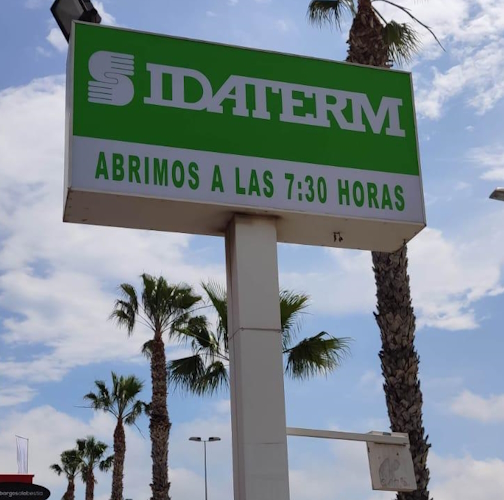 SIDATERM
ABRIMOS A LAS 7:30 HORAS